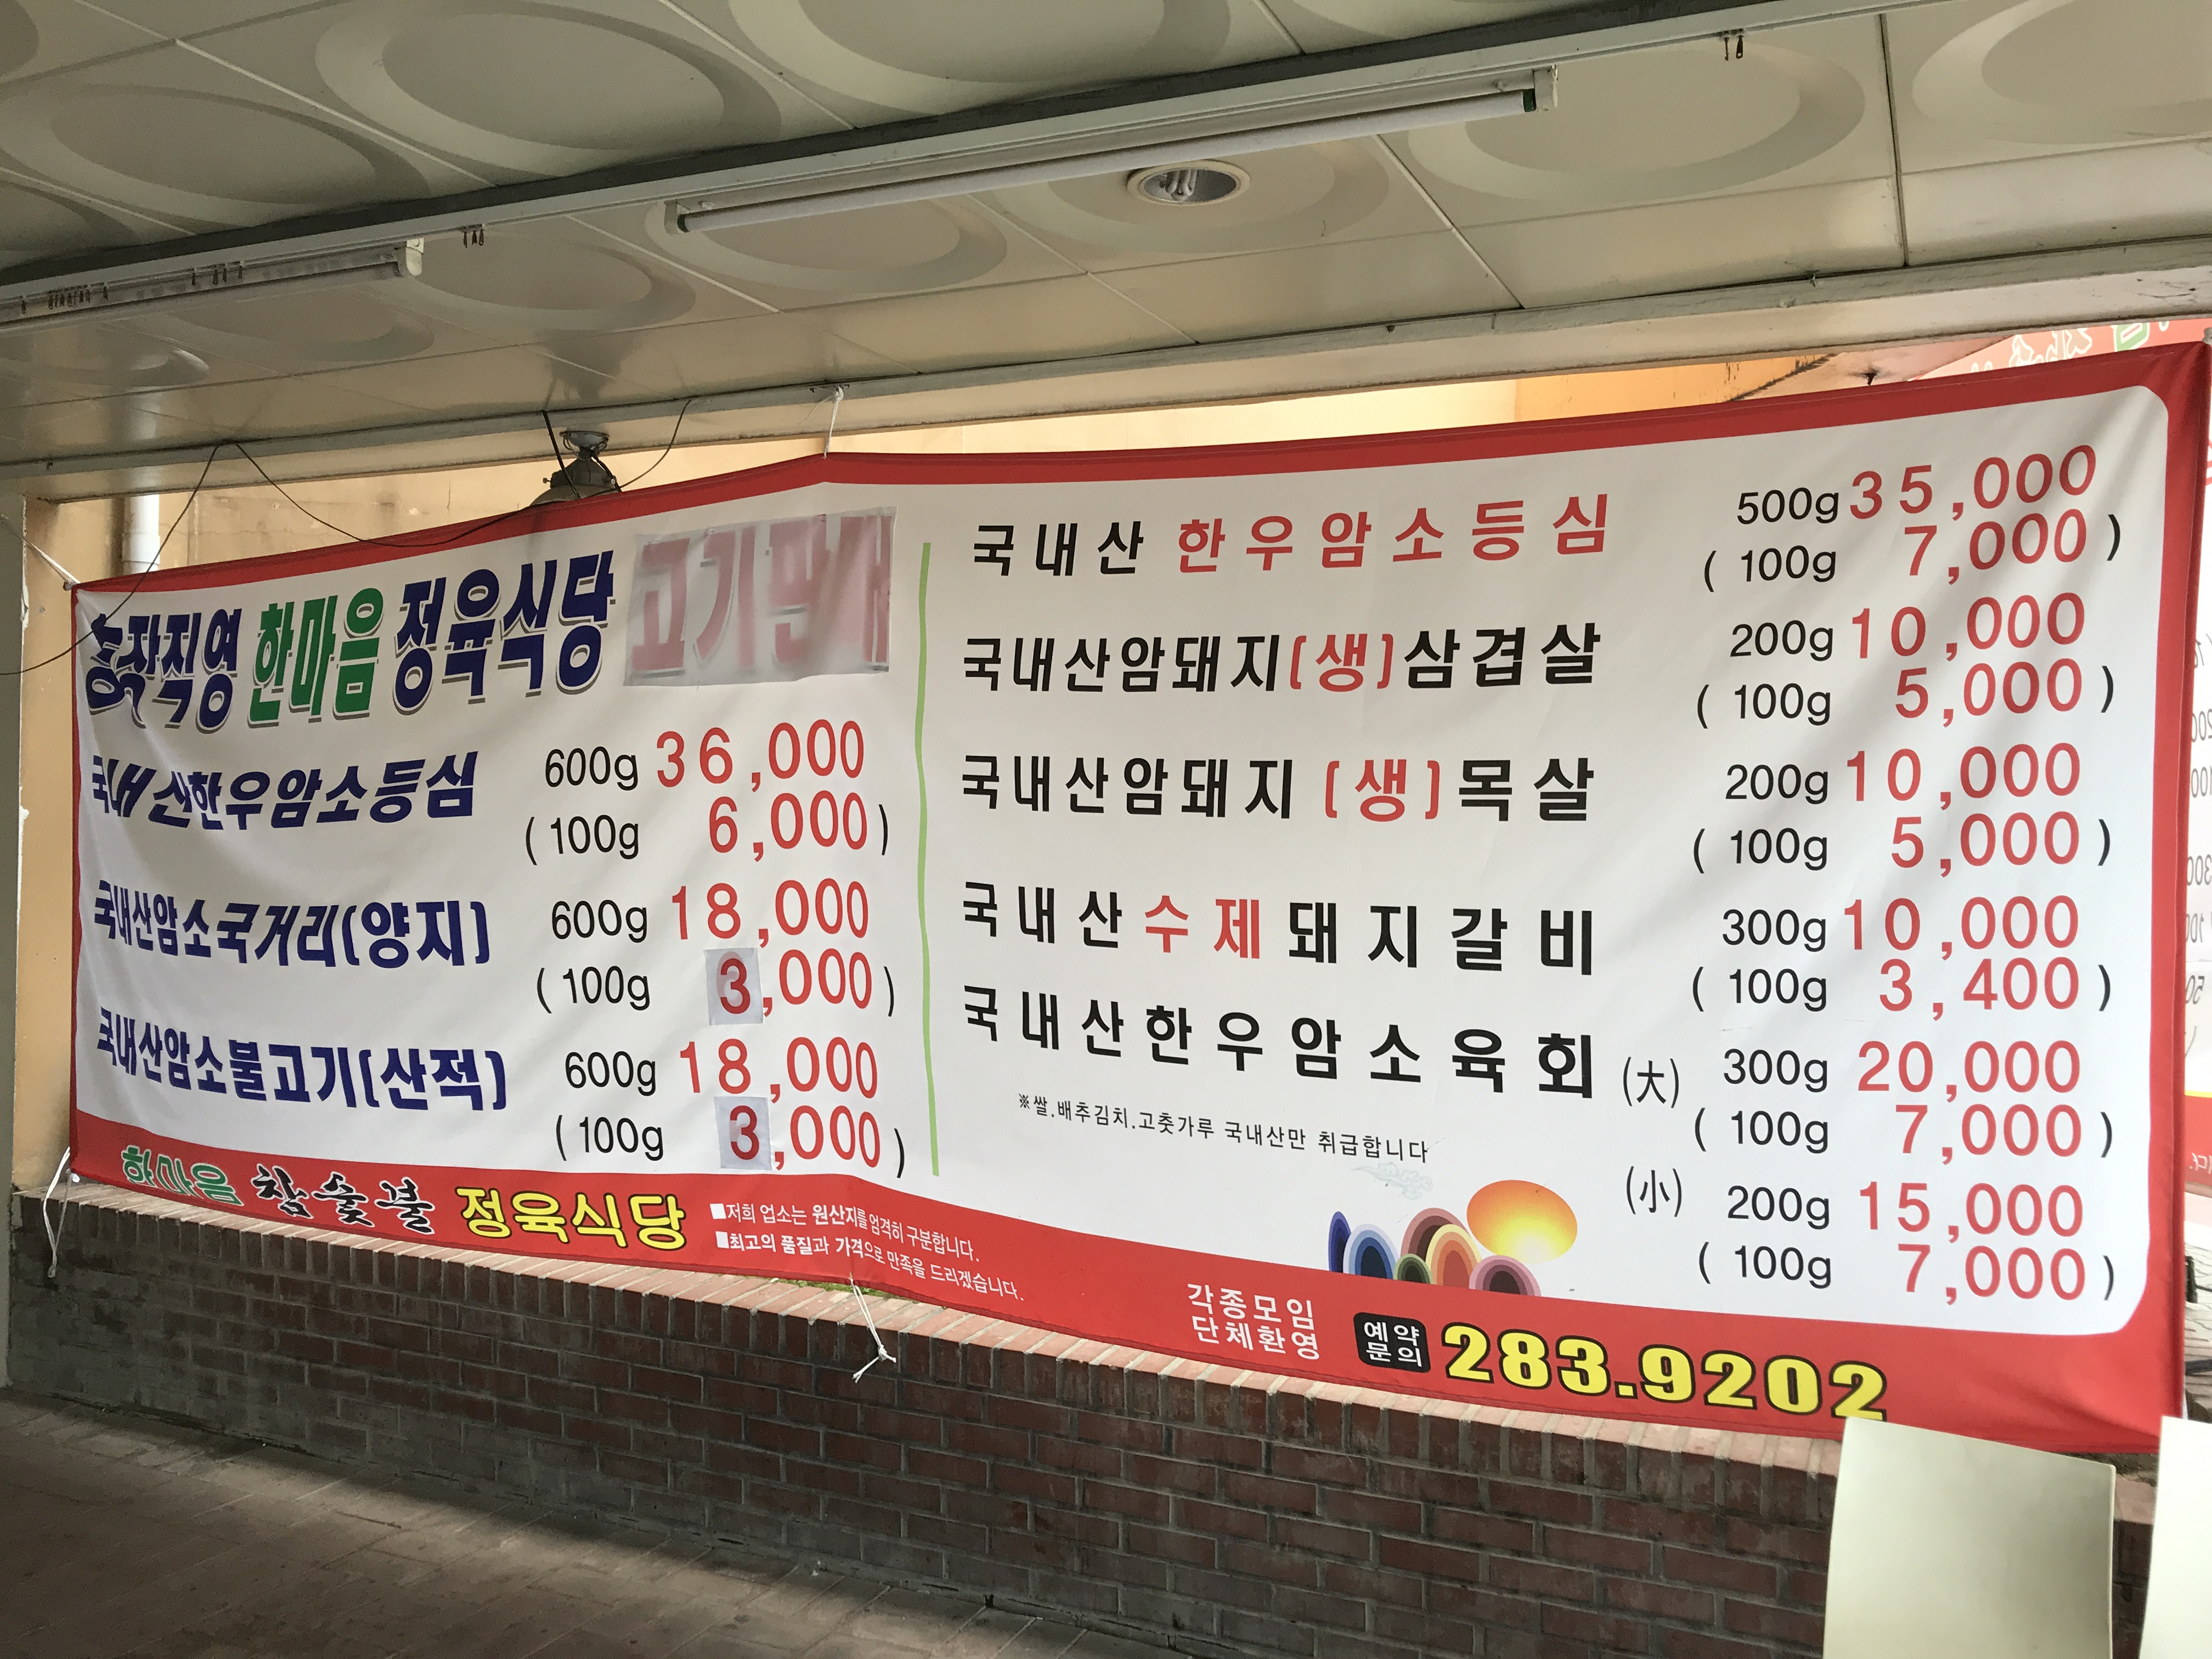 농장직영 한마음 정육식당 고기판매
국내산한우암소등심 600g 36,000
( 100g 6,000 )
국내산암소국거리(양지) 600g 18,000
( 100g 3,000 )
국내산암소불고기(산적) 600g 18,000
( 100g 3,000 )
국내산 한우암소등심 500g 35,000
( 100g 7,000 )
국내산암돼지(생)삼겹살 200g 10,000
( 100g 5,000 )
국내산암돼지(생)목살 200g 10,000
( 100g 5,000 )
국내산수제돼지갈비 300g 10,000
( 100g 3,400 )
국내산한우암소육회 (大) 300g 20,000
( 100g 7,000 )
(小) 200g 15,000
( 100g 7,000 )
※쌀.배추김치.고춧가루 국내산만 취급합니다
한마음 참숯불 정육식당
■저희 업소는 원산지를 엄격히 구분합니다.
■최고의 품질과 가격으로 만족을 드리겠습니다.
각종모임
단체환영
예약
문의
283.9202